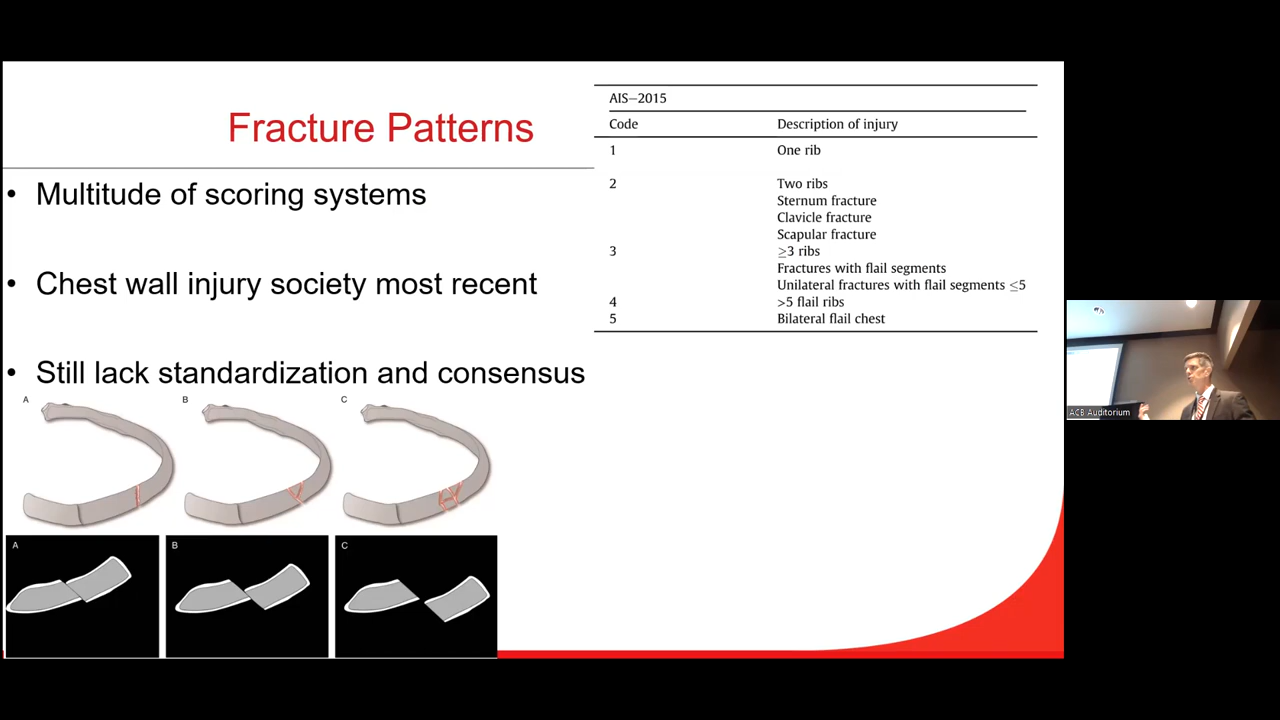 Fracture Patterns
• Multitude of scoring systems
• Chest wall injury society most recent
• Still lack standardization and consensus
AIS–2015
Code Description of injury
1 One rib
2 Two ribs
Sternum fracture
Clavicle fracture
Scapular fracture
3 ≥3 ribs
Fractures with flail segments
Unilateral fractures with flail segments ≤5
4 >5 flail ribs
5 Bilateral flail chest
A B C
A B C
ACB Auditorium